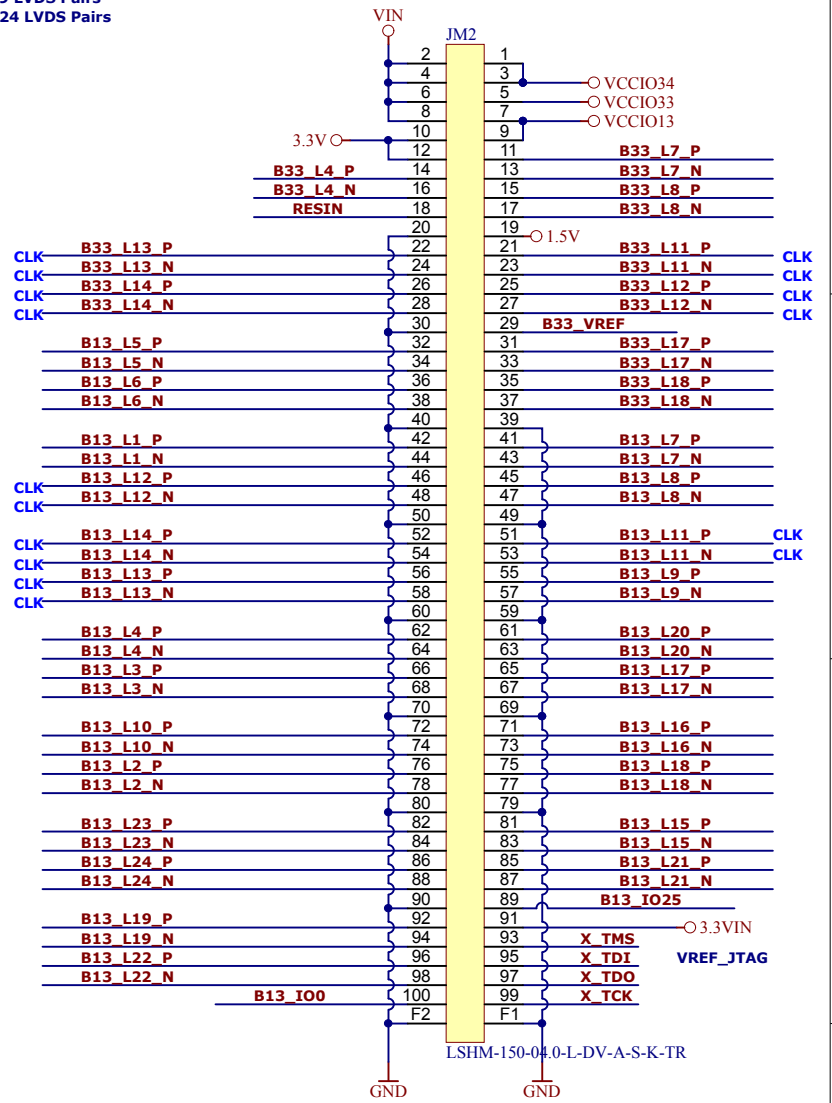 24 LVDS Pairs
VIN
JM2
2 1
4 3 VCCIO34
6 5 VCCIO33
8 7 VCCIO13
3.3V 10 9
12 11 B33_L7_P
B33_L4_P 14 13 B33_L7_N
B33_L4_N 16 15 B33_L8_P
RESIN 18 17 B33_L8_N
20 19 1.5V
CLK B33_L13_P 22 21 B33_L11_P CLK
CLK B33_L13_N 24 23 B33_L11_N CLK
CLK B33_L14_P 26 25 B33_L12_P CLK
CLK B33_L14_N 28 27 B33_L12_N CLK
30 29 B33_VREF
B13_L5_P 32 31 B33_L17_P
B13_L5_N 34 33 B33_L17_N
B13_L6_P 36 35 B33_L18_P
B13_L6_N 38 37 B33_L18_N
40 39
B13_L1_P 42 41 B13_L7_P
B13_L1_N 44 43 B13_L7_N
CLK B13_L12_P 46 45 B13_L8_P
CLK B13_L12_N 48 47 B13_L8_N
50 49
CLK B13_L14_P 52 51 B13_L11_P CLK
CLK B13_L14_N 54 53 B13_L11_N CLK
CLK B13_L13_P 56 55 B13_L9_P
CLK B13_L13_N 58 57 B13_L9_N
60 59
B13_L4_P 62 61 B13_L20_P
B13_L4_N 64 63 B13_L20_N
B13_L3_P 66 65 B13_L17_P
B13_L3_N 68 67 B13_L17_N
70 69
B13_L10_P 72 71 B13_L16_P
B13_L10_N 74 73 B13_L16_N
B13_L2_P 76 75 B13_L18_P
B13_L2_N 78 77 B13_L18_N
80 79
B13_L23_P 82 81 B13_L15_P
B13_L23_N 84 83 B13_L15_N
B13_L24_P 86 85 B13_L21_P
B13_L24_N 88 87 B13_L21_N
90 89 B13_IO25
B13_L19_P 92 91 3.3VIN
B13_L19_N 94 93 X_TMS
B13_L22_P 96 95 X_TDI VREF_JTAG
B13_L22_N 98 97 X_TDO
B13_IO0 100 99 X_TCK
F2 F1
LSHM-150-04.0-L-DV-A-S-K-TR
GND GND